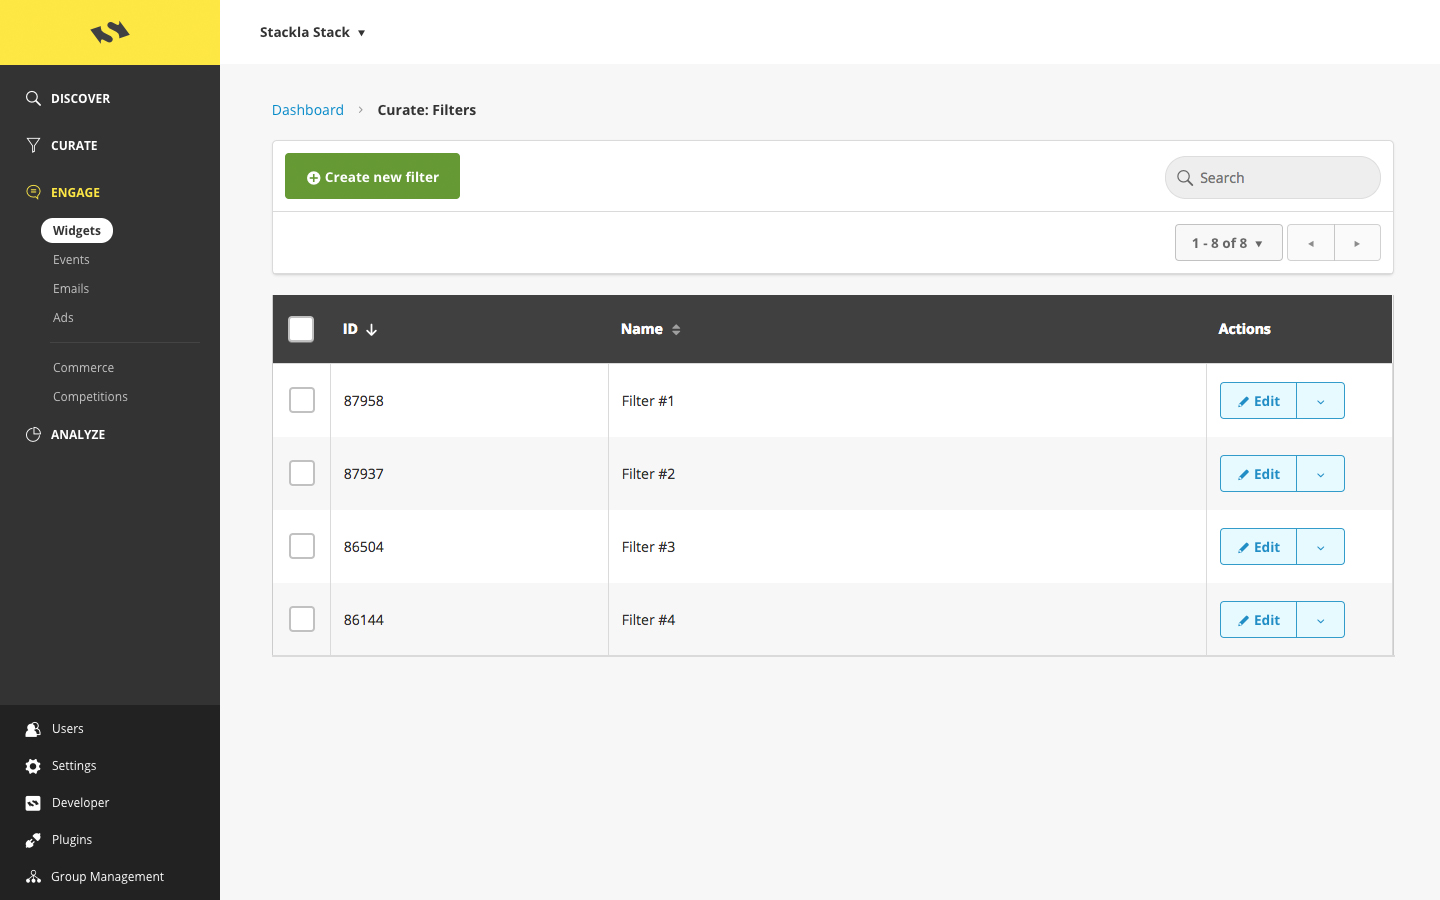 Stackla Stack ▼
DISCOVER
CURATE
ENGAGE
Widgets
Events
Emails
Ads
Commerce
Competitions
ANALYZE
Users
Settings
Developer
Plugins
Group Management
Dashboard › Curate: Filters
Create new filter
Search
1 - 8 of 8 ▼
ID ↓ Name Actions
87958 Filter #1 Edit
87937 Filter #2 Edit
86504 Filter #3 Edit
86144 Filter #4 Edit